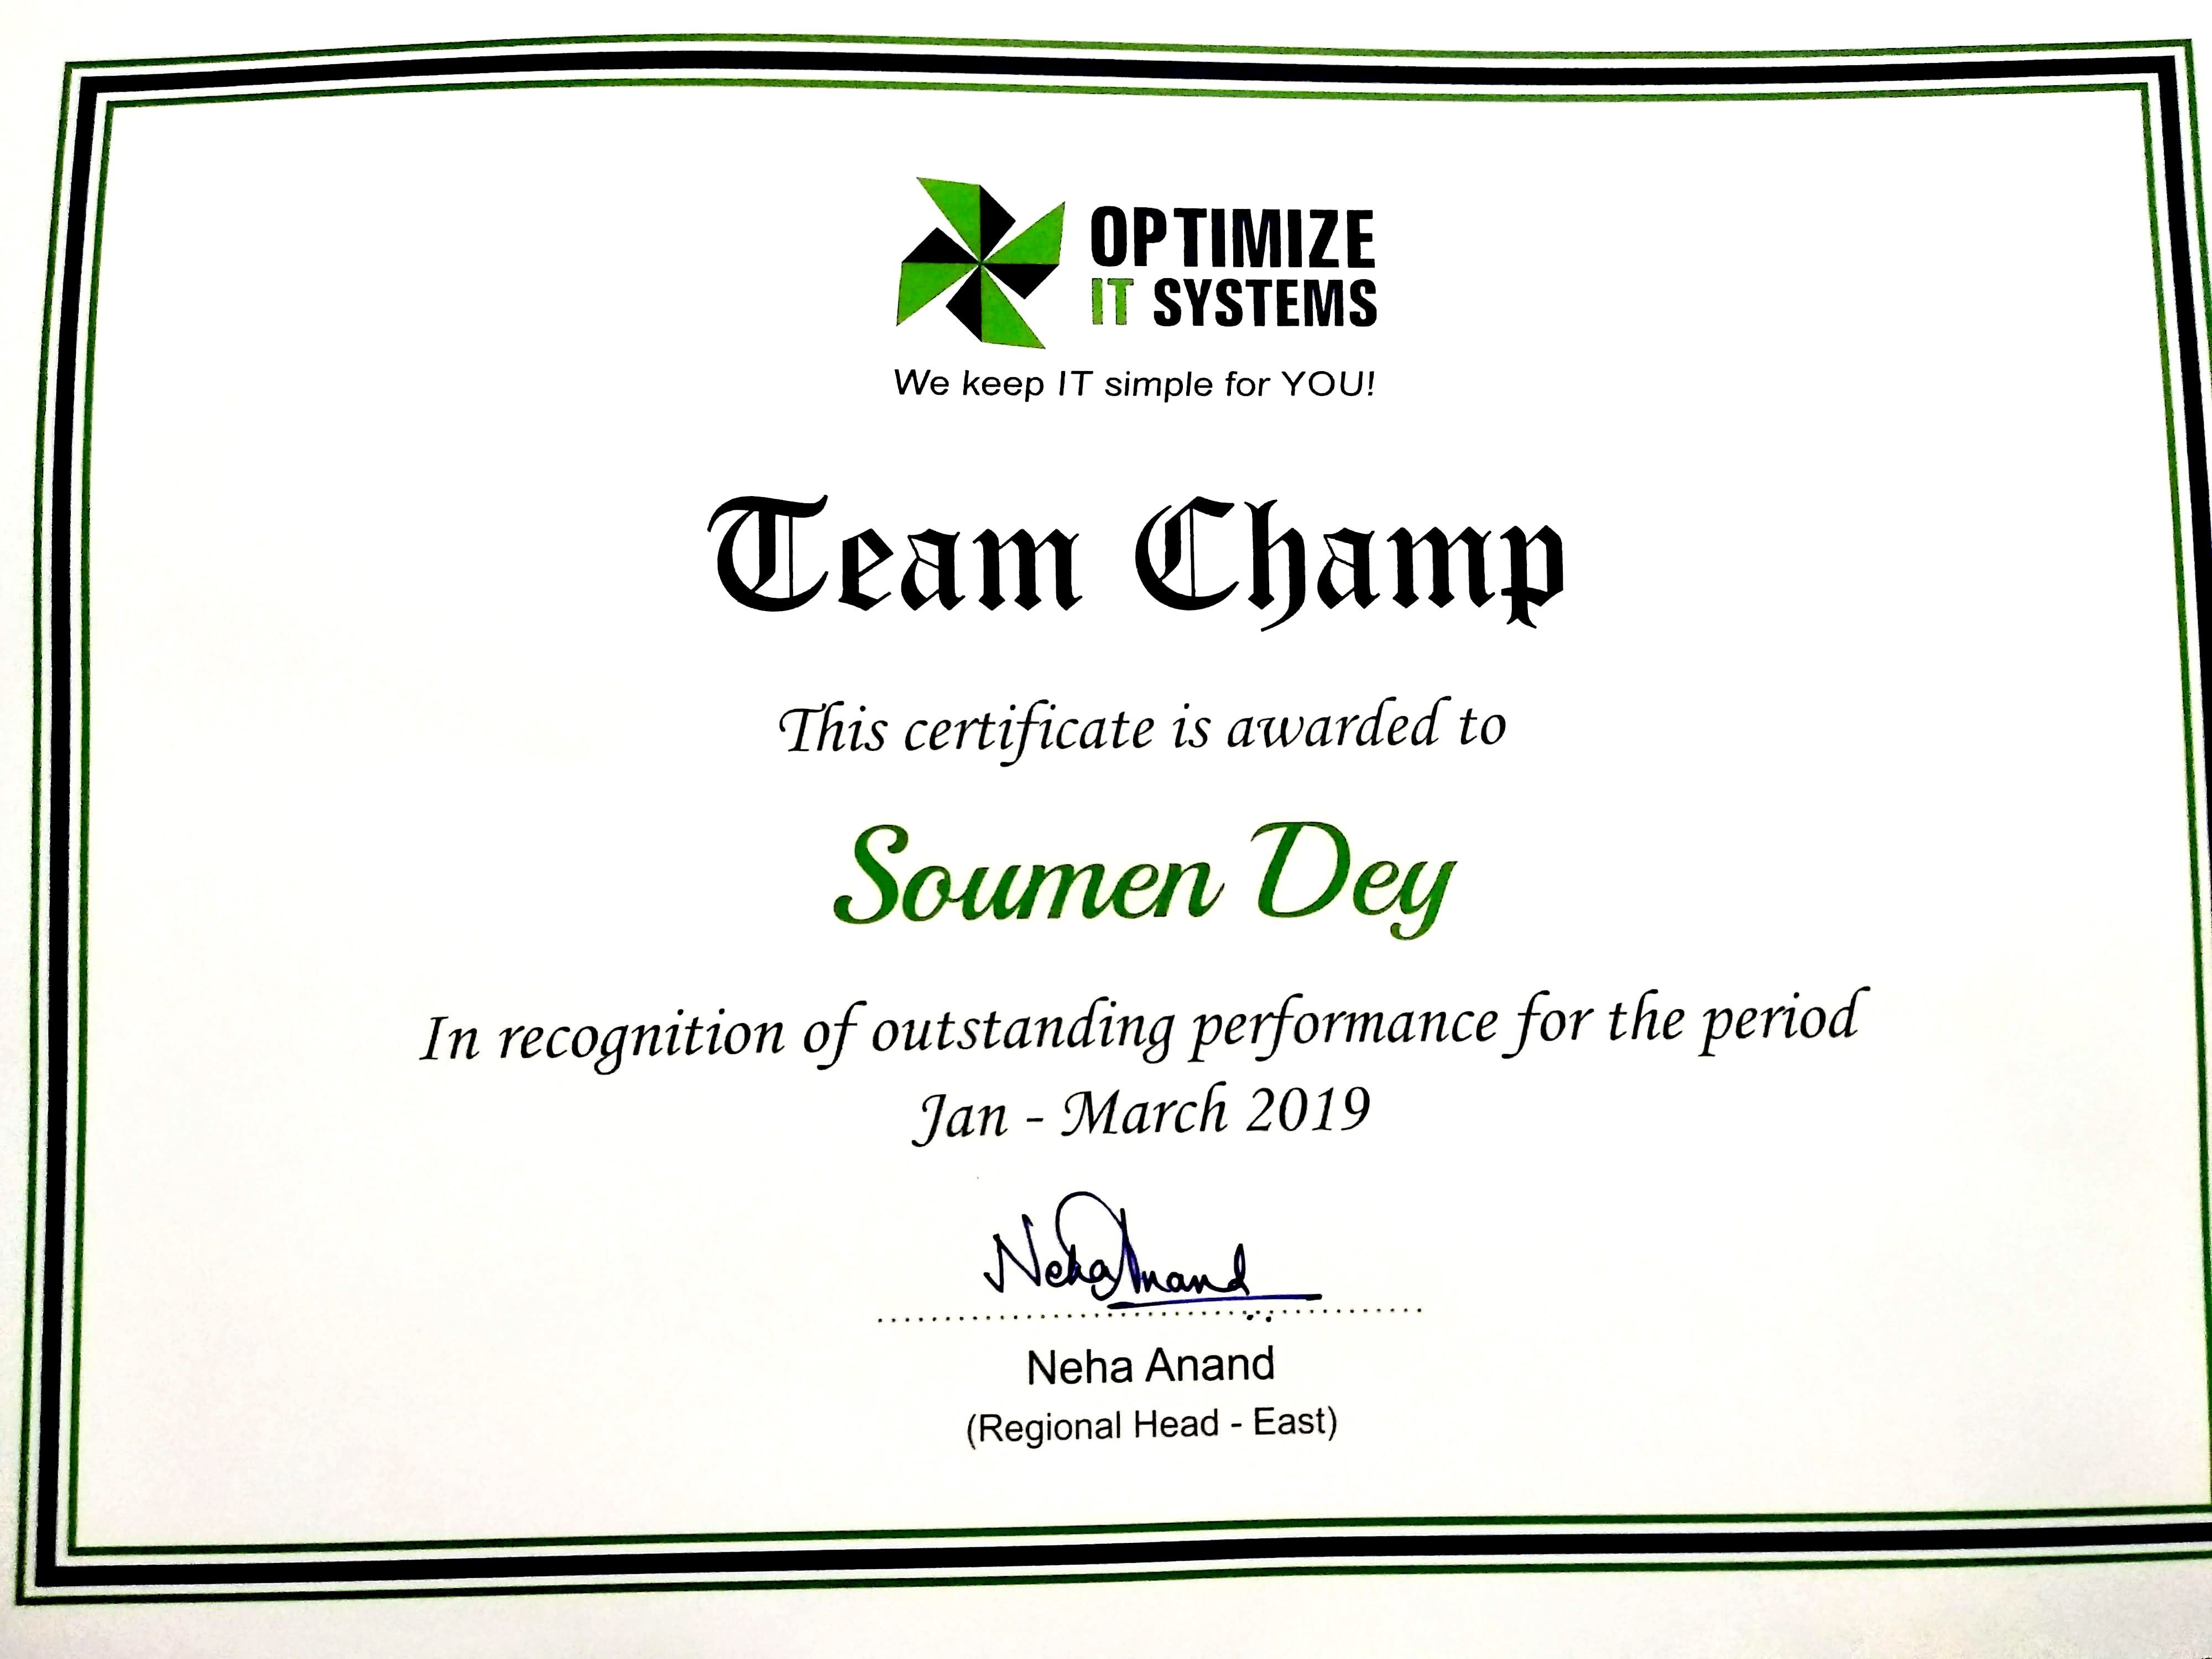 OPTIMIZE
IT SYSTEMS
We keep IT simple for YOU!
Team Champ
This certificate is awarded to
Soumen Dey
In recognition of outstanding performance for the period
Jan - March 2019
Neha Anand
Neha Anand
(Regional Head - East)